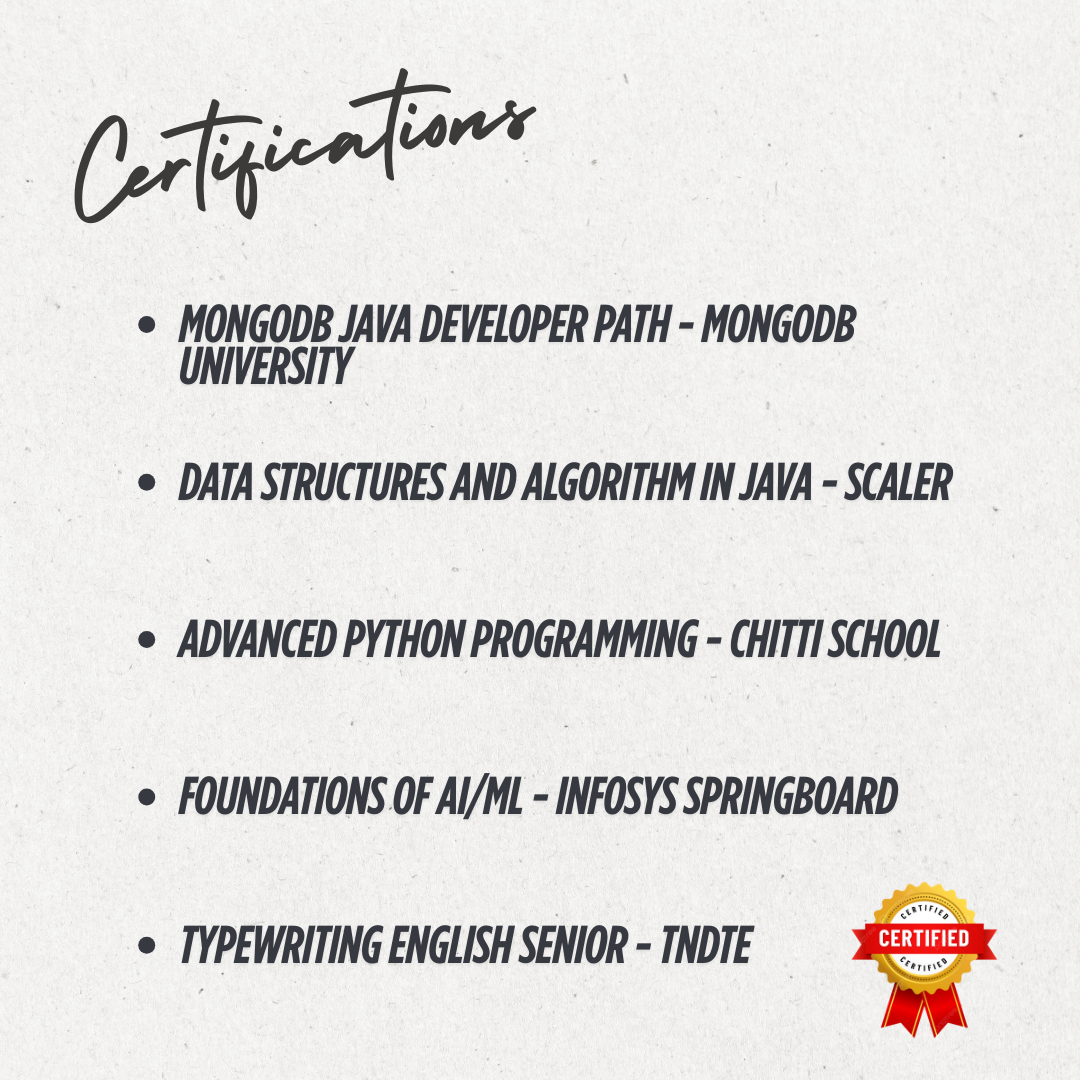 Certifications
• MONGODB JAVA DEVELOPER PATH - MONGODB
UNIVERSITY
• DATA STRUCTURES AND ALGORITHM IN JAVA - SCALER
• ADVANCED PYTHON PROGRAMMING - CHITTI SCHOOL
• FOUNDATIONS OF AI/ML - INFOSYS SPRINGBOARD
• TYPEWRITING ENGLISH SENIOR - TNDTE
CERTIFIED
CERTIFIED
CERTIFIED